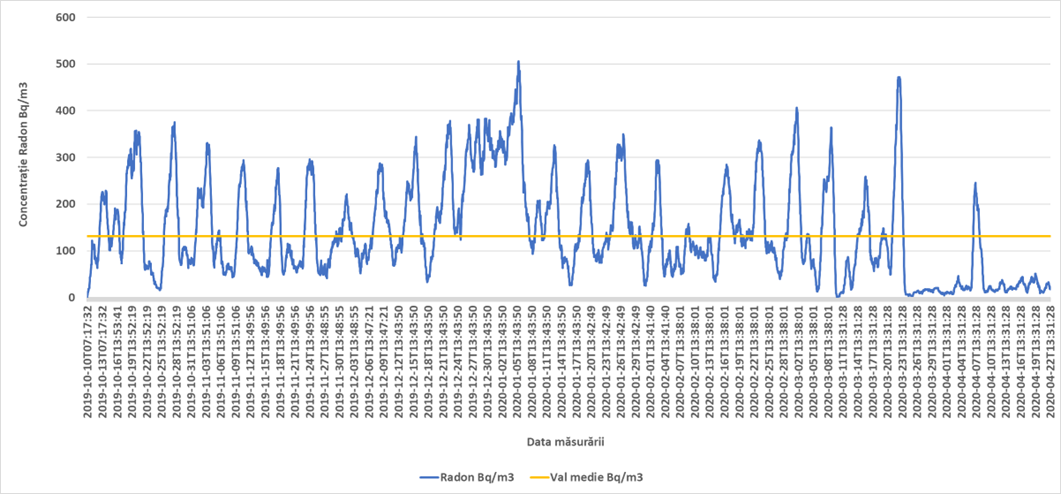 600
500
400
300
200
100
0
Concentrație Radon Bq/m3
2019-10-10T07:17:32
2019-10-13T07:17:32
2019-10-16T13:53:41
2019-10-19T13:52:19
2019-10-22T13:52:19
2019-10-25T13:52:19
2019-10-28T13:52:19
2019-10-31T13:51:06
2019-11-03T13:51:06
2019-11-06T13:51:06
2019-11-09T13:51:06
2019-11-12T13:49:56
2019-11-15T13:49:56
2019-11-18T13:49:56
2019-11-21T13:49:56
2019-11-24T13:49:56
2019-11-27T13:48:55
2019-11-30T13:48:55
2019-12-03T13:48:55
2019-12-06T13:47:21
2019-12-09T13:47:21
2019-12-12T13:43:50
2019-12-15T13:43:50
2019-12-18T13:43:50
2019-12-21T13:43:50
2019-12-24T13:43:50
2019-12-27T13:43:50
2019-12-30T13:43:50
2020-01-02T13:43:50
2020-01-05T13:43:50
2020-01-08T13:43:50
2020-01-11T13:43:50
2020-01-14T13:43:50
2020-01-17T13:43:50
2020-01-20T13:42:49
2020-01-23T13:42:49
2020-01-26T13:42:49
2020-01-29T13:41:40
2020-02-01T13:41:40
2020-02-04T13:41:40
2020-02-07T13:38:01
2020-02-10T13:38:01
2020-02-13T13:38:01
2020-02-16T13:38:01
2020-02-19T13:38:01
2020-02-22T13:38:01
2020-02-25T13:38:01
2020-02-28T13:38:01
2020-03-02T13:38:01
2020-03-05T13:38:01
2020-03-08T13:38:01
2020-03-11T13:31:28
2020-03-14T13:31:28
2020-03-17T13:31:28
2020-03-20T13:31:28
2020-03-23T13:31:28
2020-03-26T13:31:28
2020-03-29T13:31:28
2020-04-01T13:31:28
2020-04-04T13:31:28
2020-04-07T13:31:28
2020-04-10T13:31:28
2020-04-13T13:31:28
2020-04-16T13:31:28
2020-04-19T13:31:28
2020-04-22T13:31:28
Data măsurării
Radon Bq/m3
Val medie Bq/m3